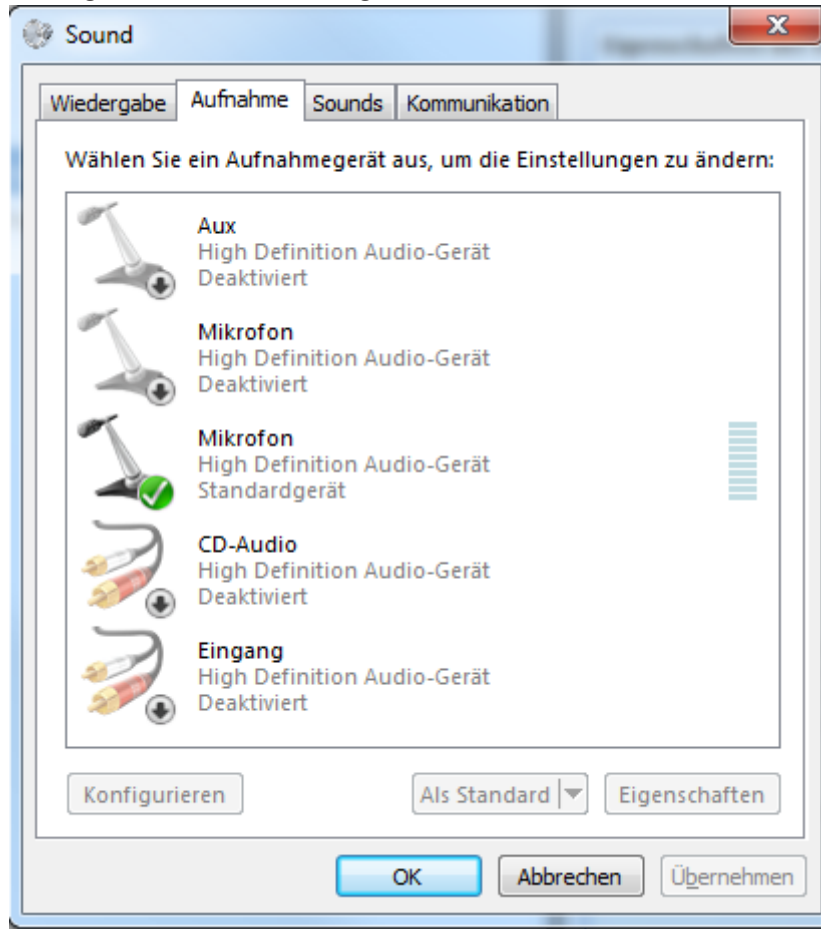 Sound
Wiedergabe Aufnahme Sounds Kommunikation
Wählen Sie ein Aufnahmegerät aus, um die Einstellungen zu ändern:
Aux
High Definition Audio-Gerät
Deaktiviert
Mikrofon
High Definition Audio-Gerät
Deaktiviert
Mikrofon
High Definition Audio-Gerät
Standardgerät
CD-Audio
High Definition Audio-Gerät
Deaktiviert
Eingang
High Definition Audio-Gerät
Deaktiviert
Konfigurieren Als Standard Eigenschaften
OK Abbrechen Übernehmen